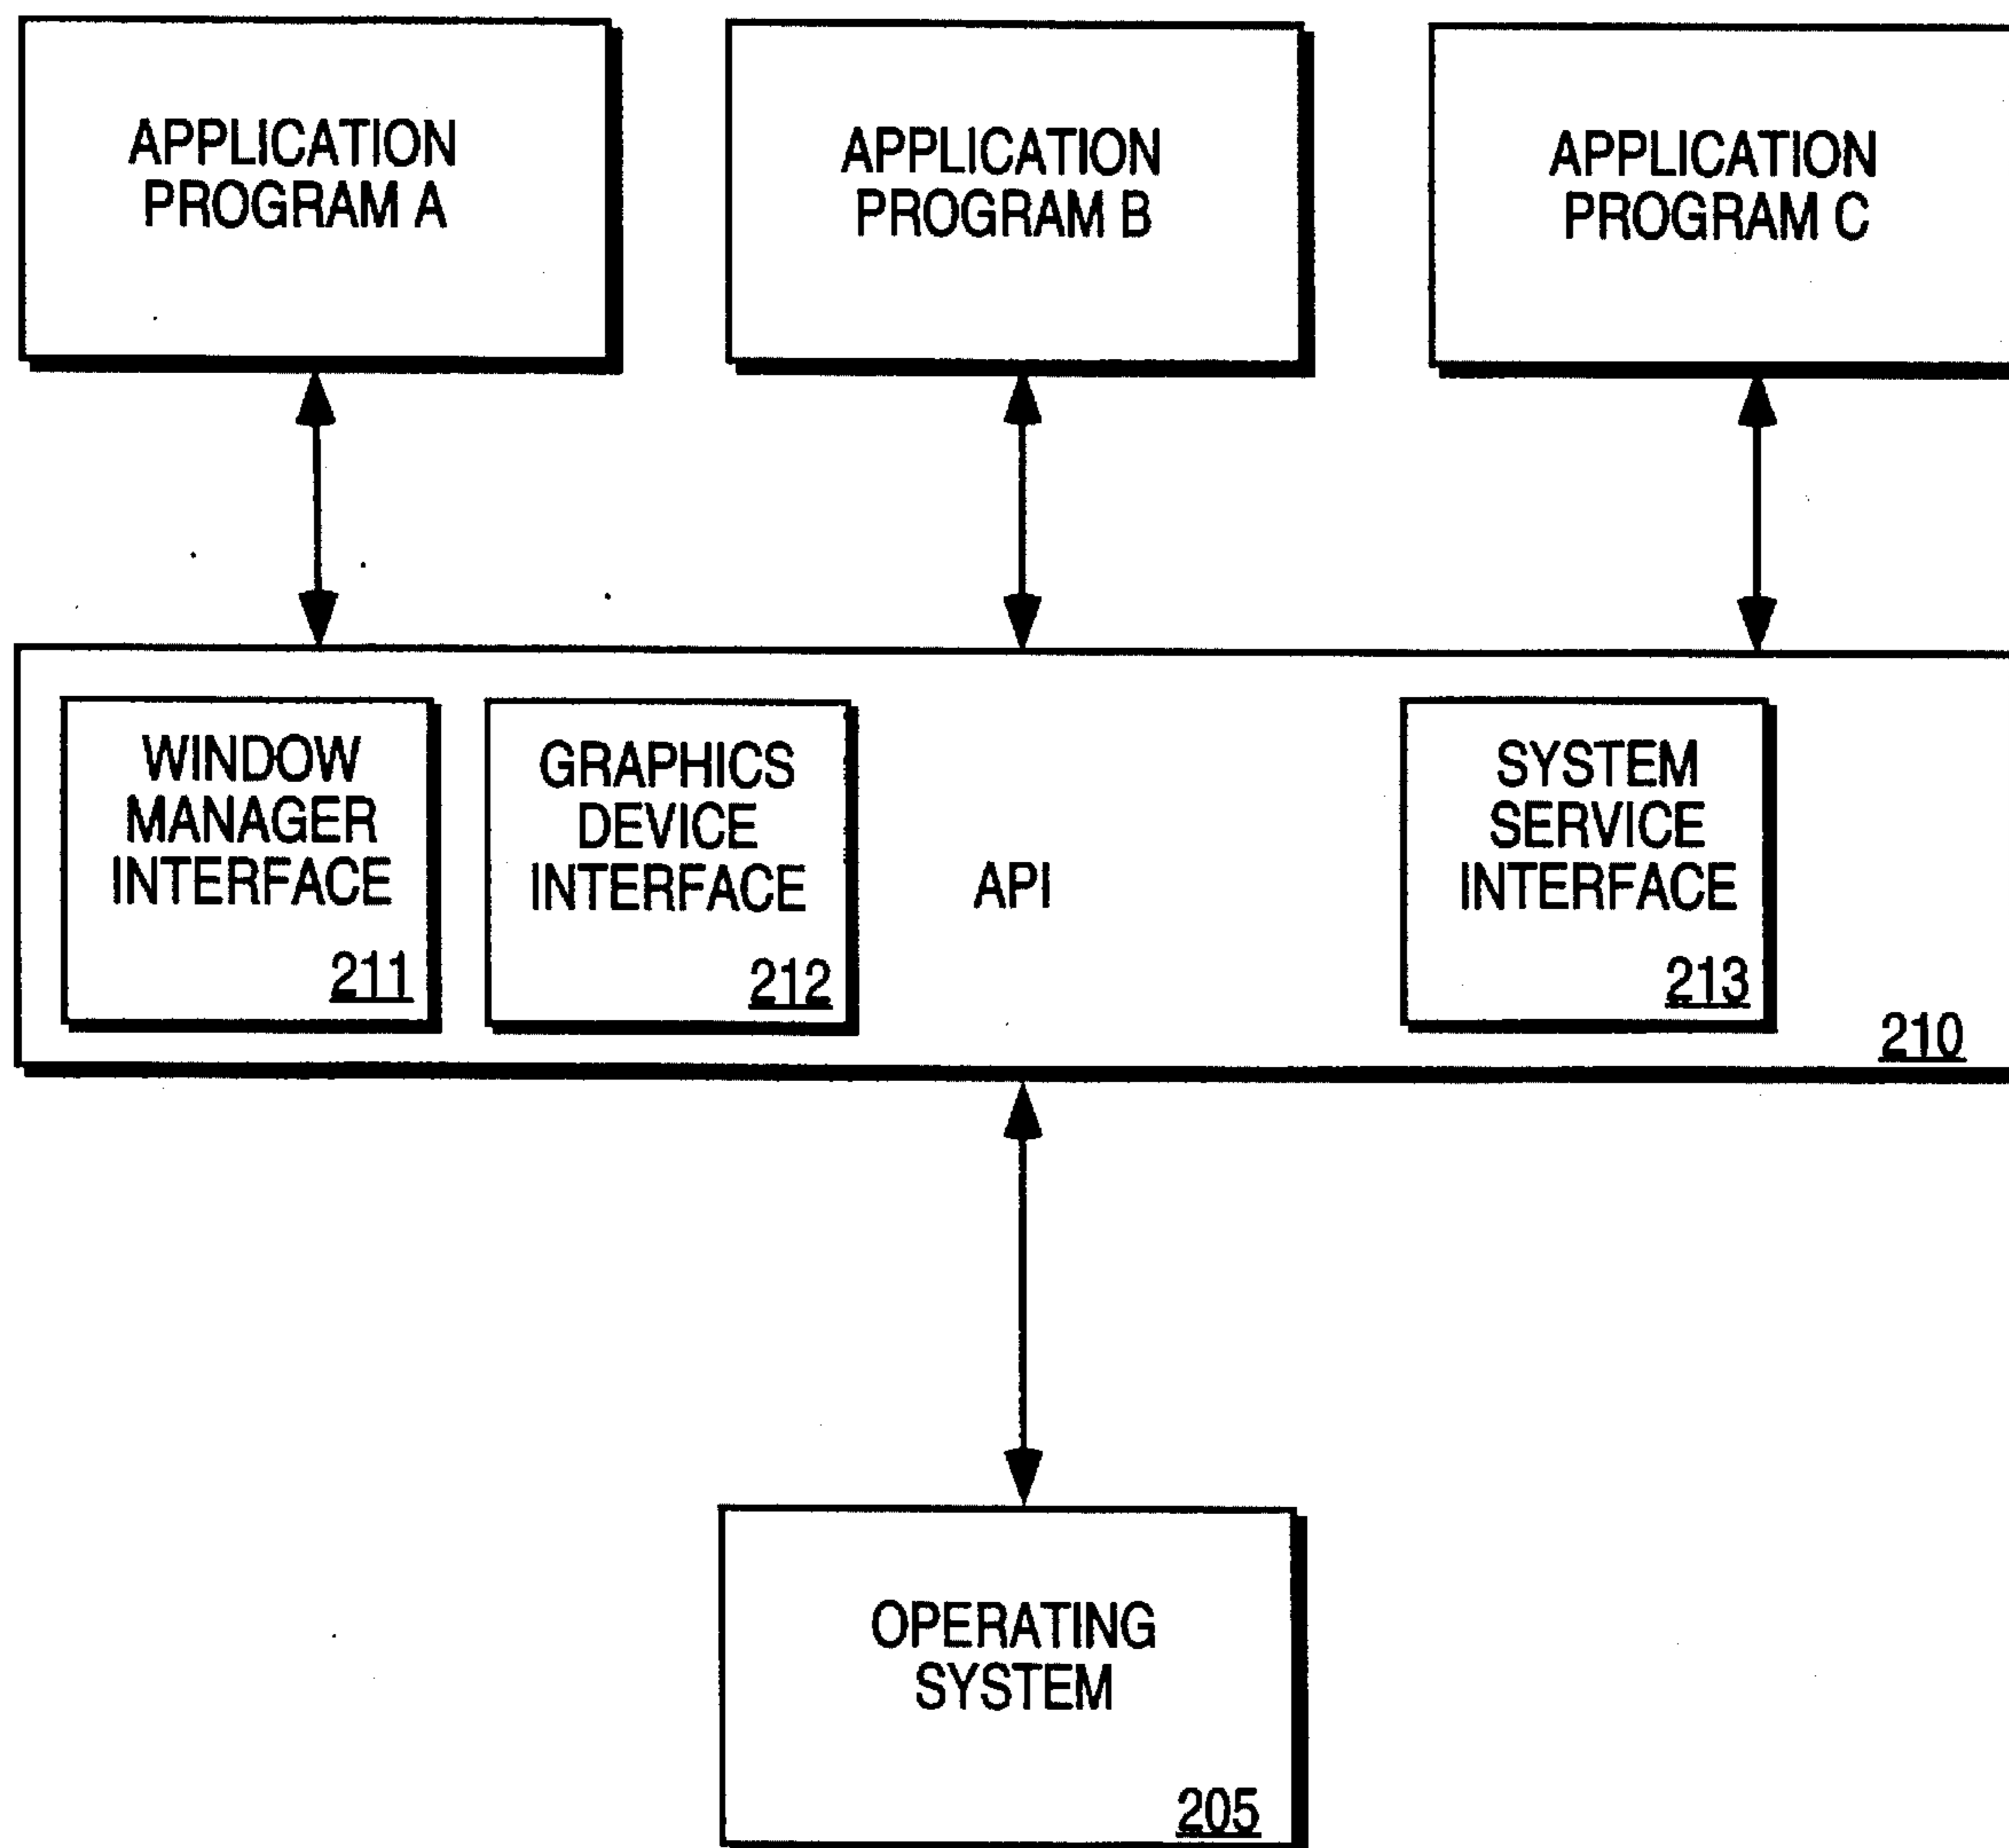 APPLICATION
PROGRAM A
APPLICATION
PROGRAM B
APPLICATION
PROGRAM C
WINDOW
MANAGER
INTERFACE
211
GRAPHICS
DEVICE
INTERFACE
212
API
SYSTEM
SERVICE
INTERFACE
213
210
OPERATING
SYSTEM
205